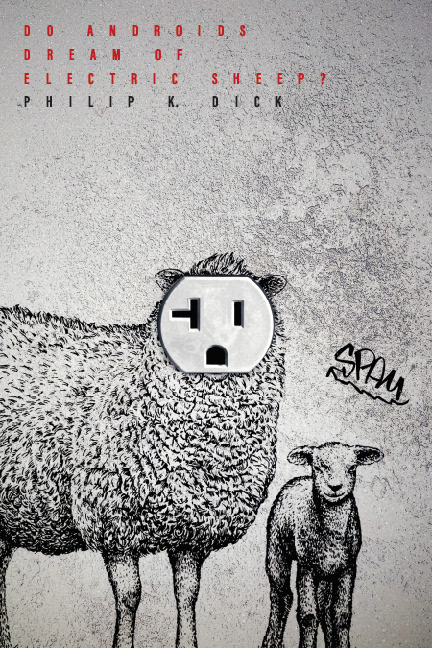 DO ANDROIDS
DREAM OF
ELECTRIC SHEEP?
PHILIP K. DICK
SPAM